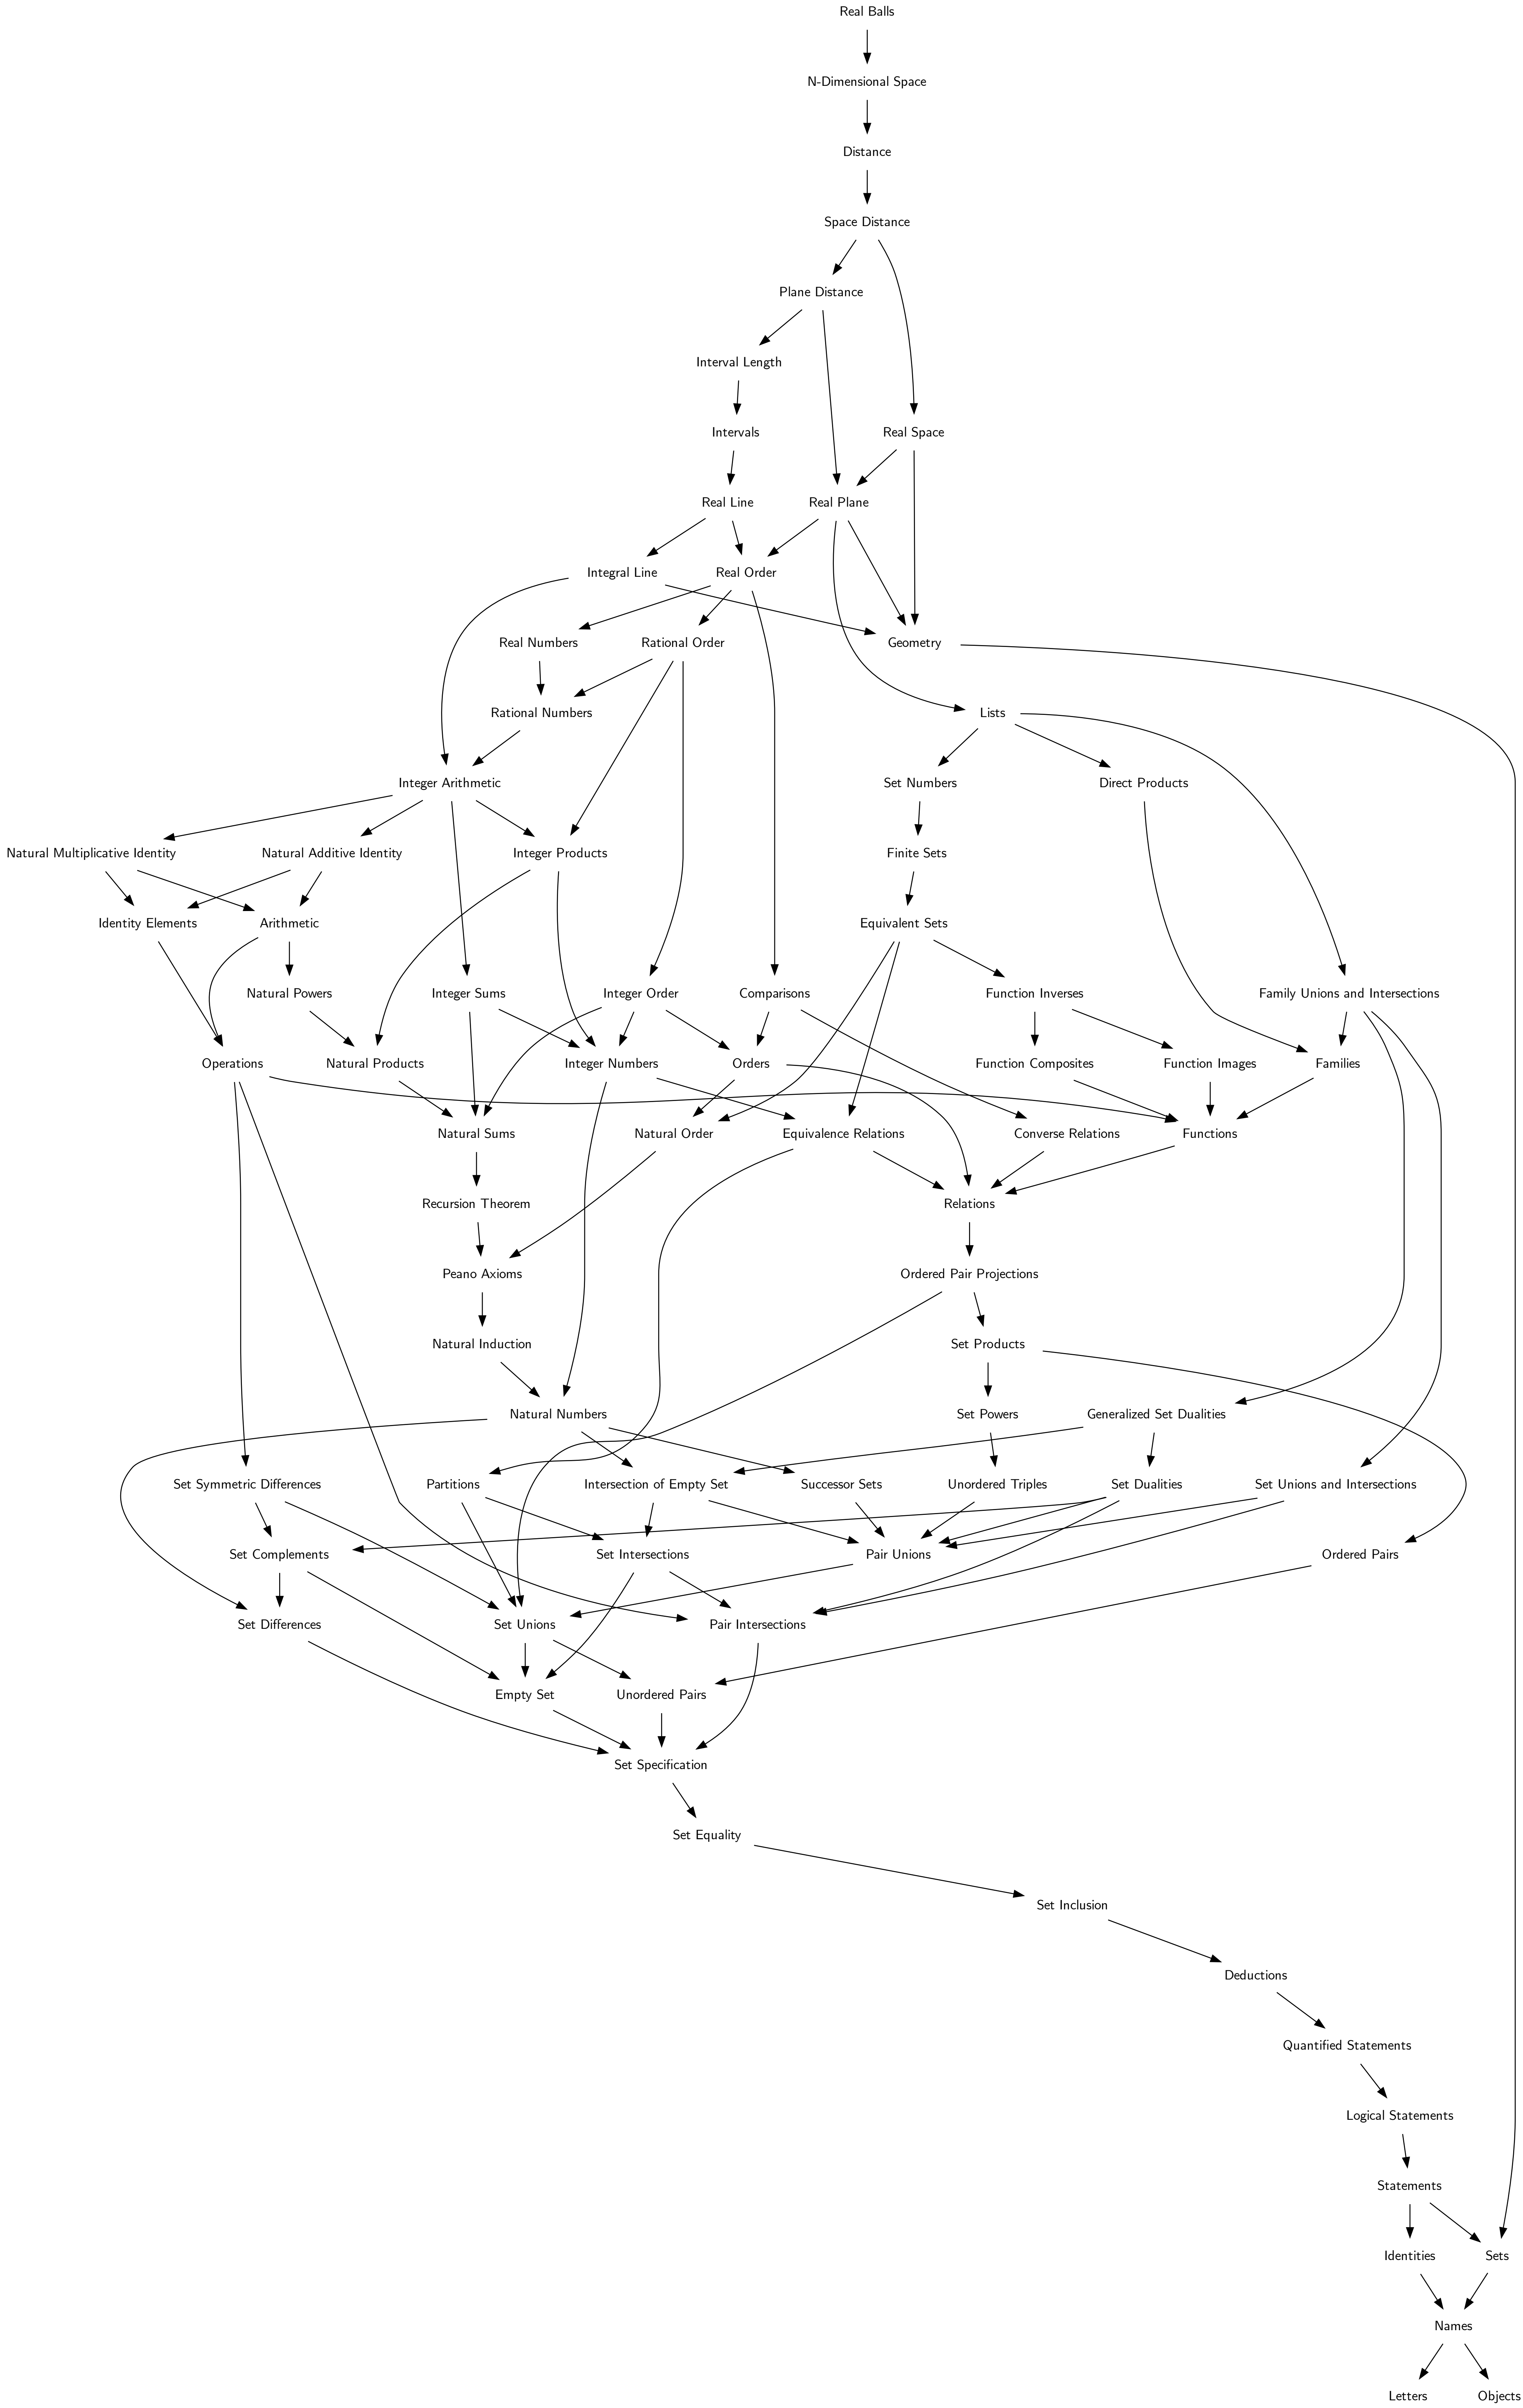 Real Balls
N-Dimensional Space
Distance
Space Distance
Plane Distance
Interval Length
Intervals
Real Space
Real Line
Real Plane
Integral Line
Real Order
Real Numbers
Rational Order
Geometry
Rational Numbers
Lists
Integer Arithmetic
Set Numbers
Direct Products
Natural Multiplicative Identity
Natural Additive Identity
Integer Products
Finite Sets
Identity Elements
Arithmetic
Equivalent Sets
Natural Powers
Integer Sums
Integer Order
Comparisons
Function Inverses
Family Unions and Intersections
Operations
Natural Products
Integer Numbers
Orders
Function Composites
Function Images
Families
Natural Sums
Natural Order
Equivalence Relations
Converse Relations
Functions
Recursion Theorem
Relations
Peano Axioms
Ordered Pair Projections
Natural Induction
Set Products
Natural Numbers
Set Powers
Generalized Set Dualities
Set Symmetric Differences
Partitions
Intersection of Empty Set
Successor Sets
Unordered Triples
Set Dualities
Set Unions and Intersections
Set Complements
Set Intersections
Pair Unions
Ordered Pairs
Set Differences
Set Unions
Pair Intersections
Empty Set
Unordered Pairs
Set Specification
Set Equality
Set Inclusion
Deductions
Quantified Statements
Logical Statements
Statements
Identities
Sets
Names
Letters
Objects